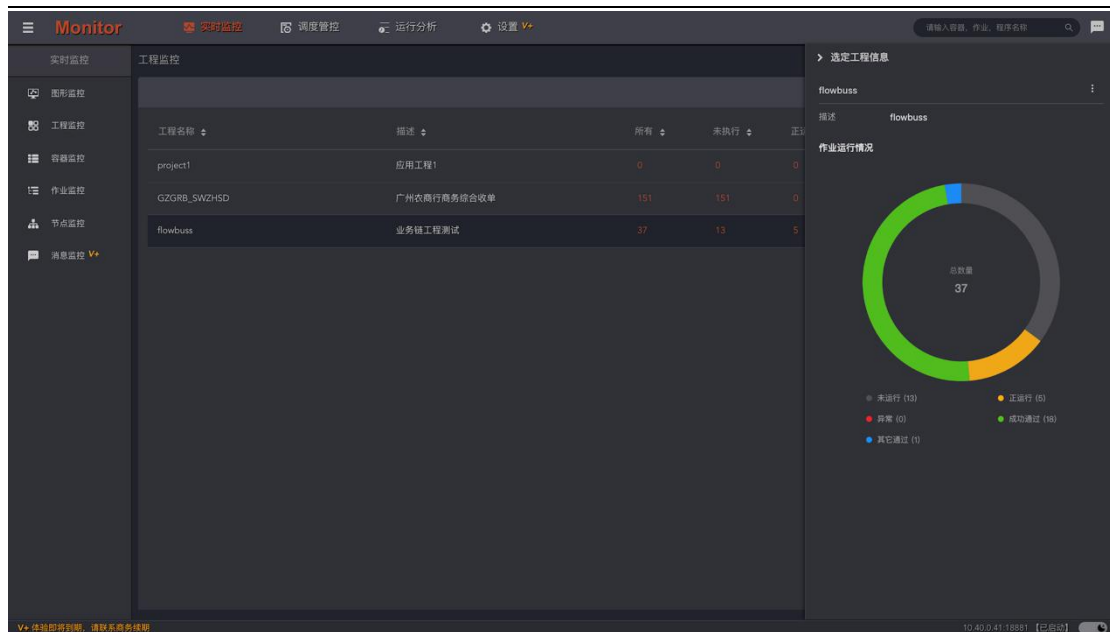 Monitor 实时监控 调度管控 运行分析 设置 V+ 请输入容器, 作业, 程序名称
实时监控
图形监控
工程监控
容器监控
作业监控
节点监控
消息监控 V+
工程监控
工程名称 描述 所有 未执行 正
project1 应用工程1 0 0 0
GZGRB_SWZHSD 广州农商行商务综合收单 151 151 0
flowbuss 业务链工程测试 37 13 5
选定工程信息
flowbuss
描述 flowbuss
作业运行情况
总数量
37
未运行 (13) 正运行 (5)
异常 (0) 成功通过 (18)
其它通过 (1)
V+ 体验即将到期, 请联系商务续期 10.40.0.41:18881 【已启动】